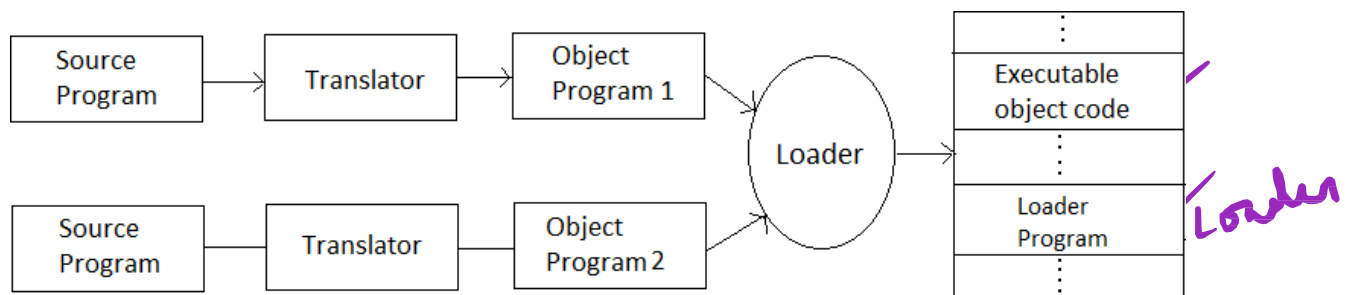 Source
Program
Translator
Object
Program 1
Loader
⋮
Executable
object code
⋮
Loader
Program
⋮
Loader
Source
Program
Translator
Object
Program 2